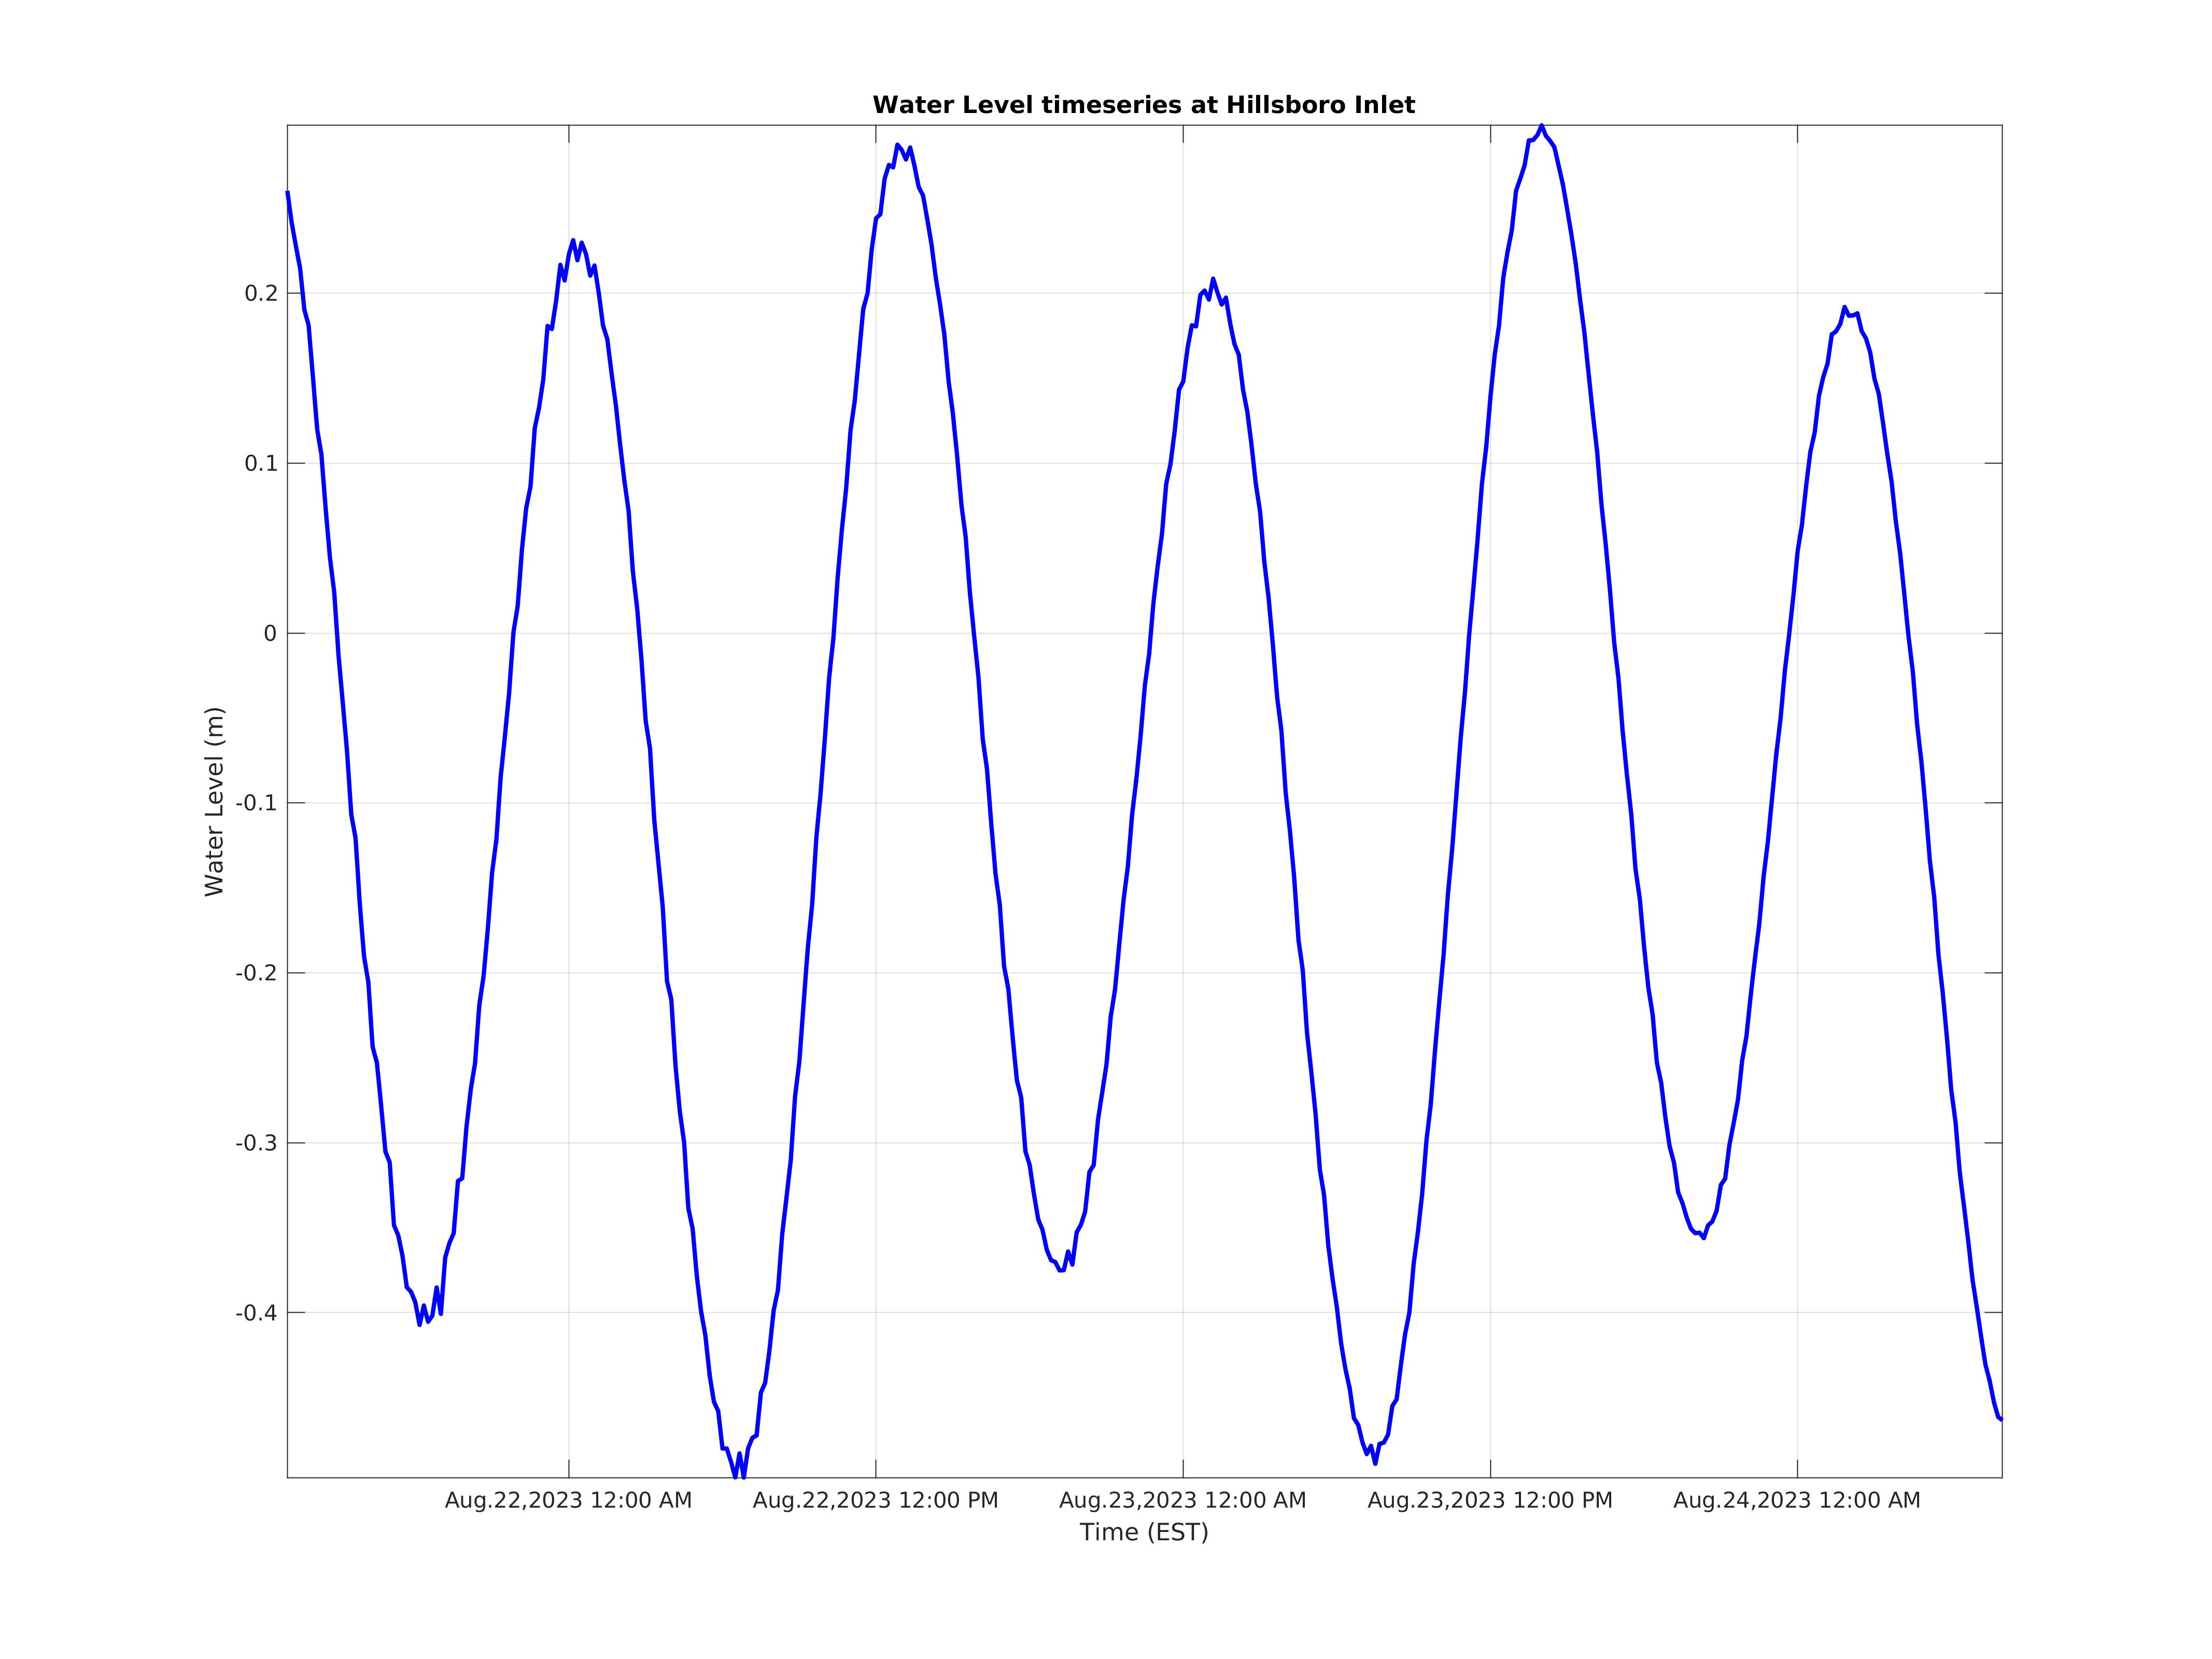 Water Level timeseries at Hillsboro Inlet
0.2
0.1
0
-0.1
-0.2
-0.3
-0.4
Water Level (m)
Aug.22,2023 12:00 AM
Aug.22,2023 12:00 PM
Aug.23,2023 12:00 AM
Aug.23,2023 12:00 PM
Aug.24,2023 12:00 AM
Time (EST)